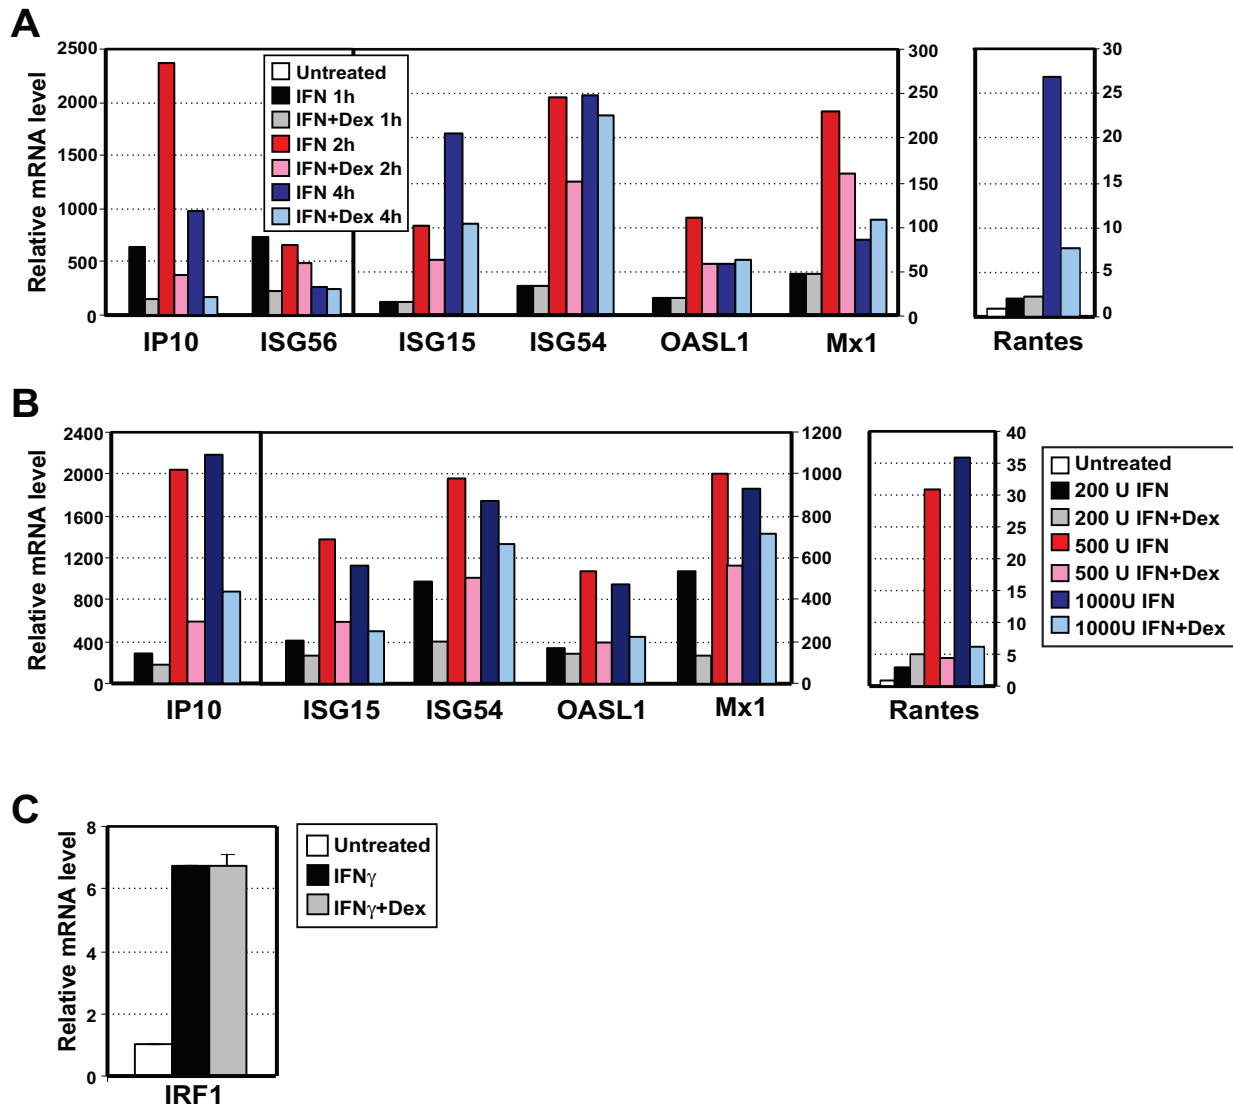 A
Relative mRNA level
2500
2000
1500
1000
500
0
Untreated
IFN 1h
IFN+Dex 1h
IFN 2h
IFN+Dex 2h
IFN 4h
IFN+Dex 4h
300
250
200
150
100
50
0
30
25
20
15
10
5
0
IP10 ISG56 ISG15 ISG54 OASL1 Mx1 Rantes
B
Relative mRNA level
2400
2000
1600
1200
800
400
0
1200
1000
800
600
400
200
0
40
35
30
25
20
15
10
5
0
Untreated
200 U IFN
200 U IFN+Dex
500 U IFN
500 U IFN+Dex
1000U IFN
1000U IFN+Dex
IP10 ISG15 ISG54 OASL1 Mx1 Rantes
C
Relative mRNA level
8
6
4
2
0
Untreated
IFNγ
IFNγ+Dex
IRF1